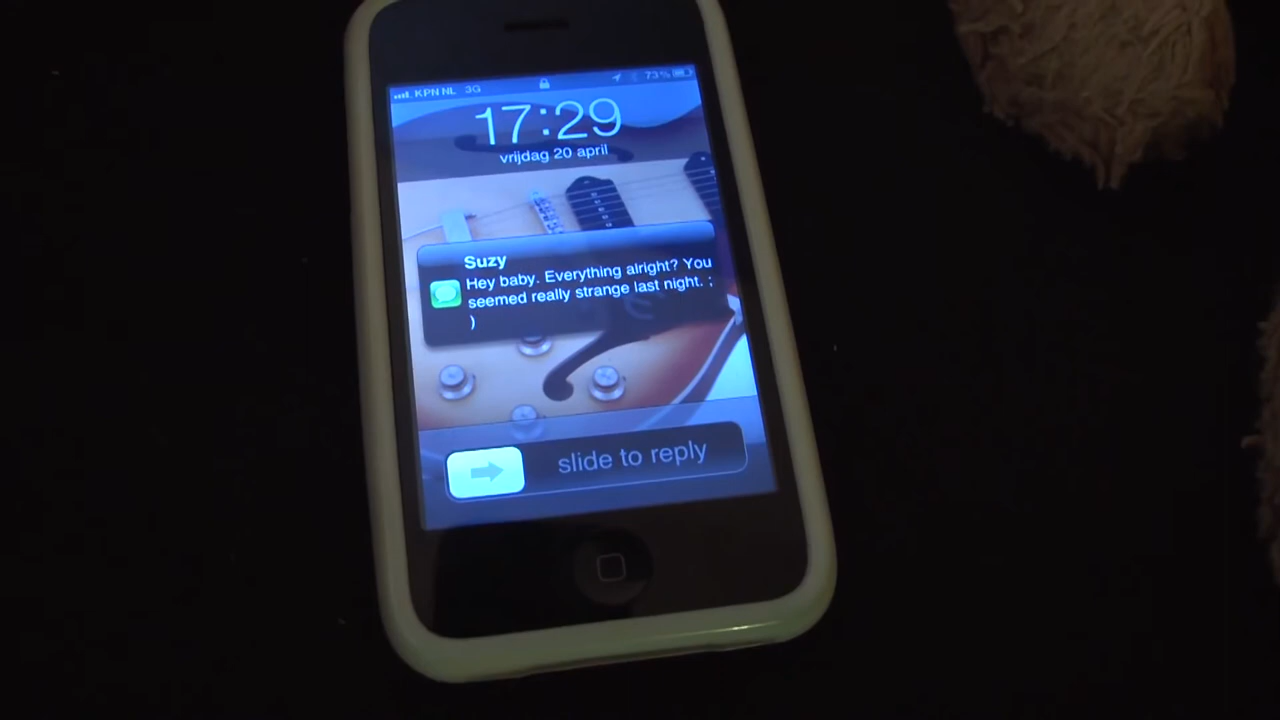 KPN NL 3G 73%
17:29
vrijdag 20 april
Suzy
Hey baby. Everything alright? You
seemed really strange last night. ;
)
slide to reply